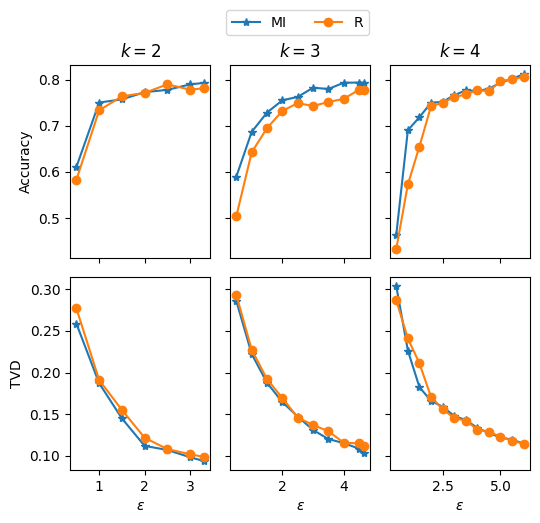 MI R
k = 2 k = 3 k = 4
0.8
0.7
0.6
0.5
Accuracy
0.30
0.25
0.20
0.15
0.10
TVD
1 2 3 2 4 2.5 5.0
ε ε ε